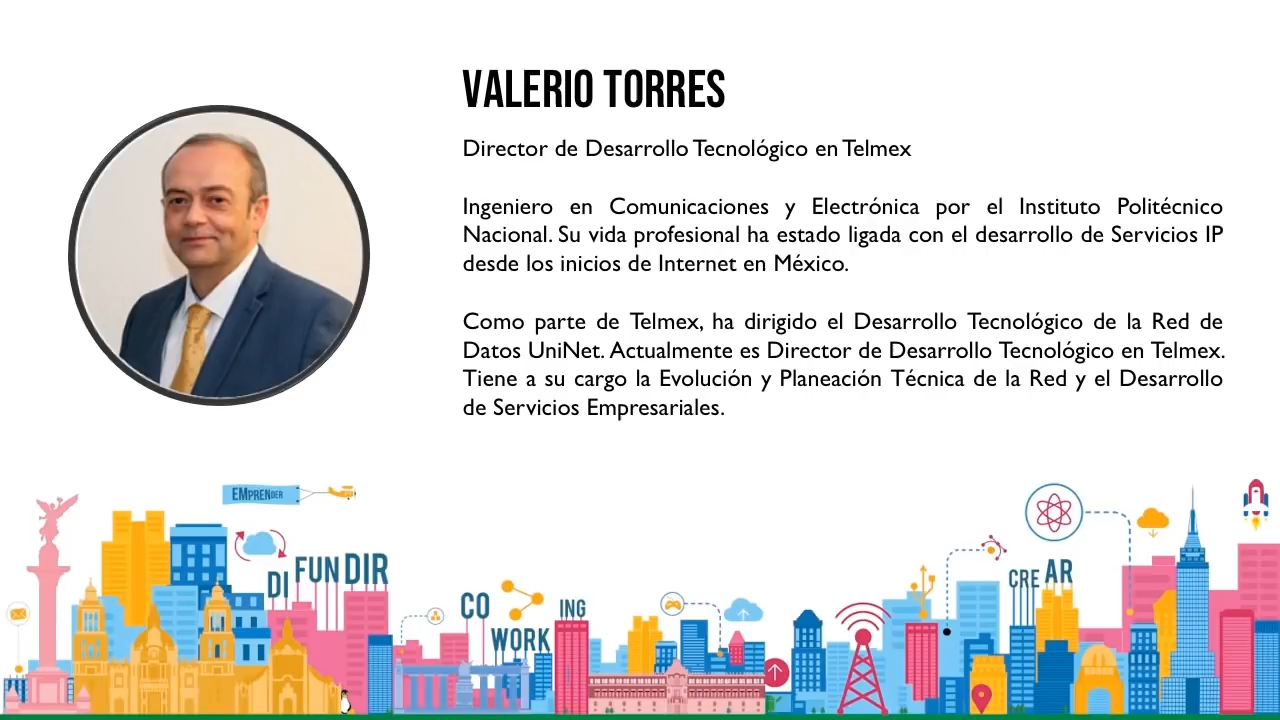 VALERIO TORRES
Director de Desarrollo Tecnológico en Telmex
Ingeniero en Comunicaciones y Electrónica por el Instituto Politécnico
Nacional. Su vida profesional ha estado ligada con el desarrollo de Servicios IP
desde los inicios de Internet en México.
Como parte de Telmex, ha dirigido el Desarrollo Tecnológico de la Red de
Datos UniNet. Actualmente es Director de Desarrollo Tecnológico en Telmex.
Tiene a su cargo la Evolución y Planeación Técnica de la Red y el Desarrollo
de Servicios Empresariales.
EMPRENDER
DI FUN DIR
CO
WORK
ING
CRE AR